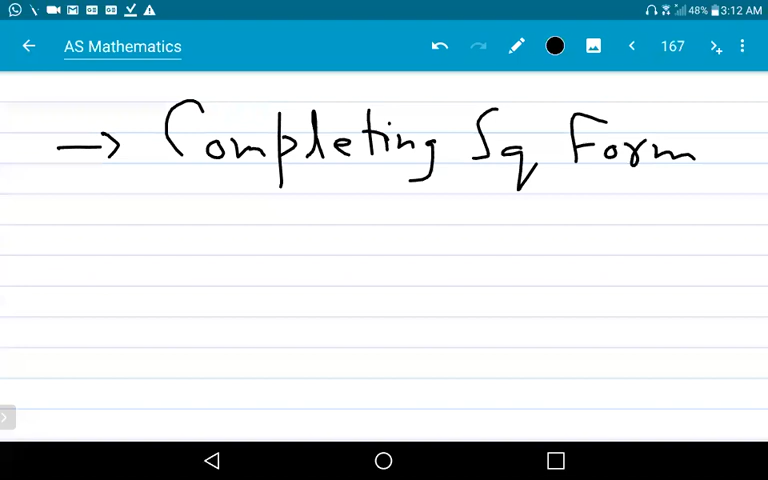 48% 3:12 AM
AS Mathematics 167
→ Completing Sq Form